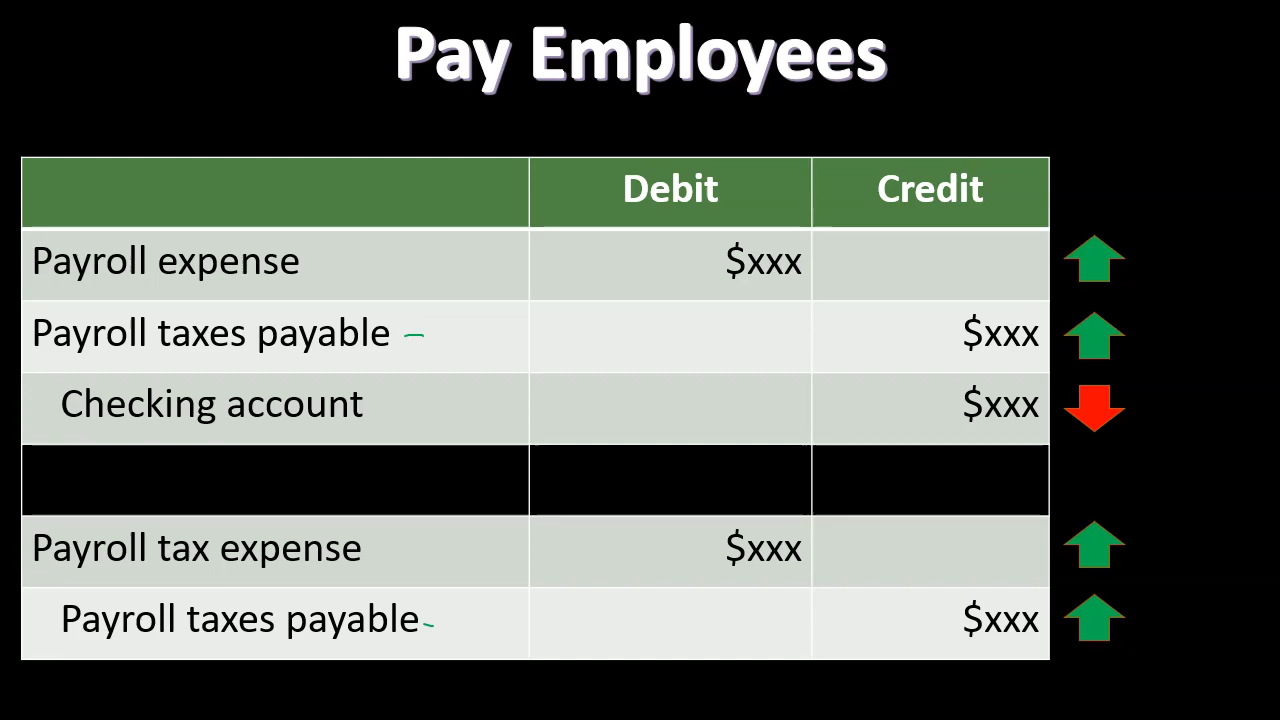 Pay Employees
Debit Credit
Payroll expense $xxx
Payroll taxes payable $xxx
Checking account $xxx
Payroll tax expense $xxx
Payroll taxes payable $xxx